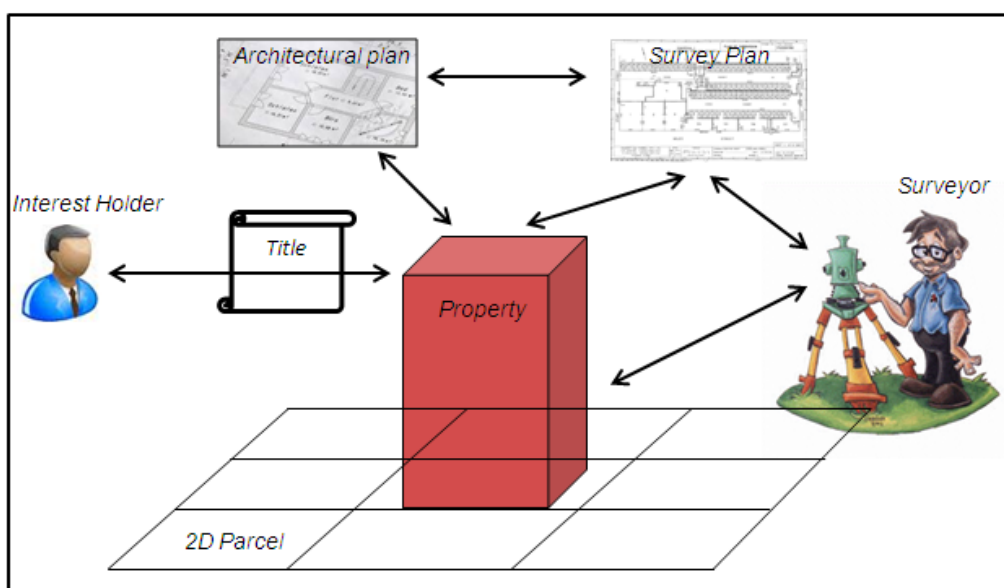 Architectural plan
Survey Plan
Surveyor
Interest Holder
Title
Property
2D Parcel